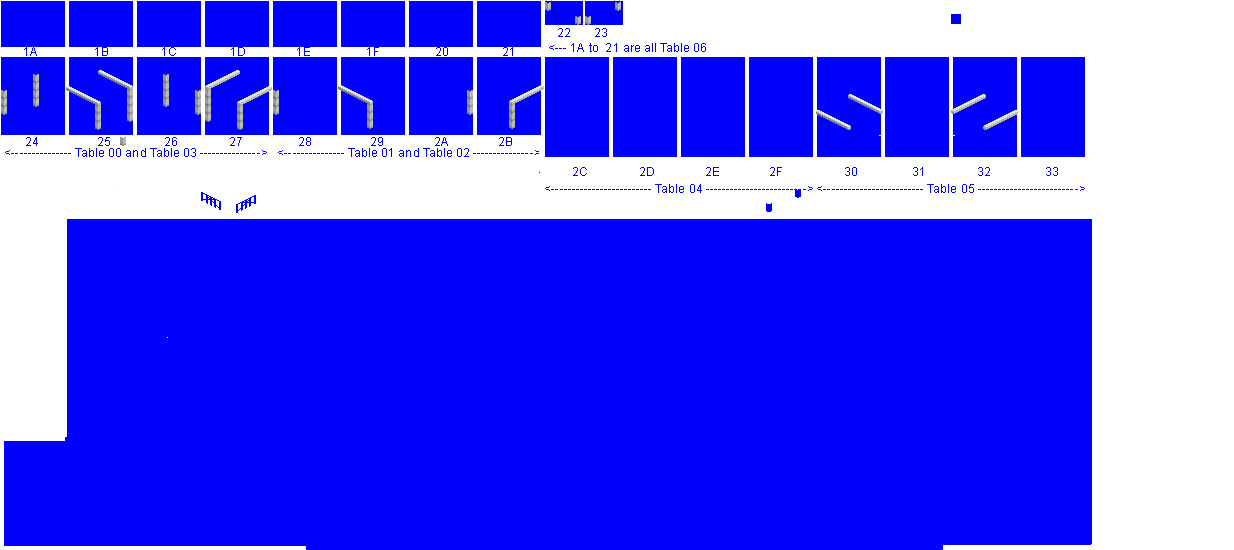 22 23
<--- 1A to 21 are all Table 06
1A 1B 1C 1D 1E 1F 20 21
24 25 26 27 28 29 2A 2B
<--------------- Table 00 and Table 03 ---------------> <--------------- Table 01 and Table 02 --------------->
2C 2D 2E 2F 30 31 32 33
<------------------------- Table 04 -------------------------> <------------------------- Table 05 ------------------------->